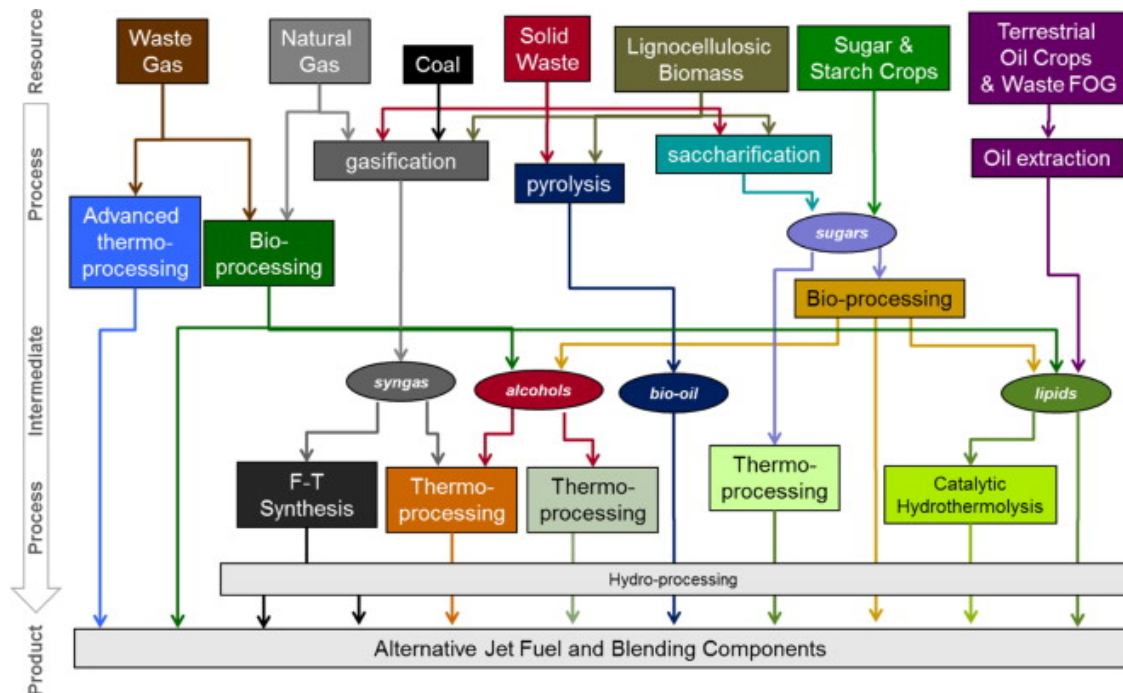 Resource
Waste
Gas
Natural
Gas
Coal
Solid
Waste
Lignocellulosic
Biomass
Sugar &
Starch Crops
Terrestrial
Oil Crops
& Waste FOG
Process
gasification
saccharification
Oil extraction
pyrolysis
Advanced
thermo-
processing
Bio-
processing
sugars
Bio-processing
Intermediate
syngas
alcohols
bio-oil
lipids
Process
F-T
Synthesis
Thermo-
processing
Thermo-
processing
Thermo-
processing
Catalytic
Hydrothermolysis
Hydro-processing
Product
Alternative Jet Fuel and Blending Components